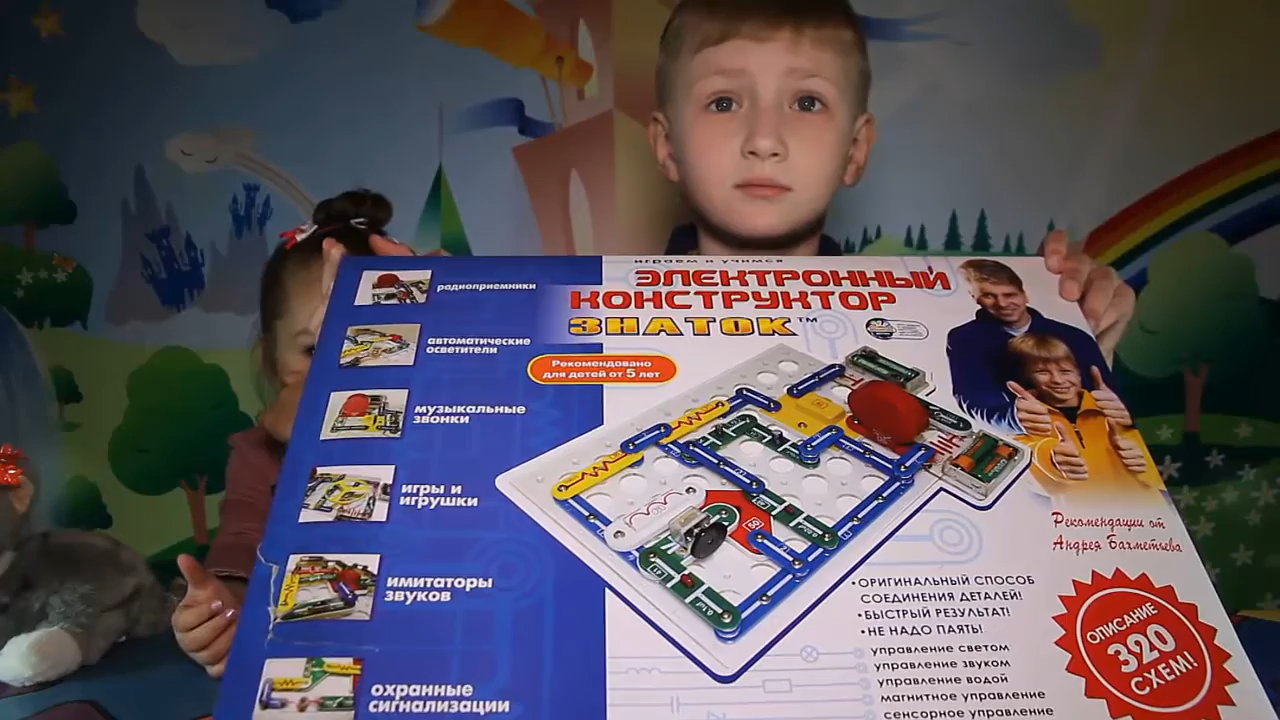 играем и учимся
ЭЛЕКТРОННЫЙ
КОНСТРУКТОР
ЗНАТОК™
Рекомендовано
для детей от 5 лет
радиоприемники
автоматические
осветители
музыкальные
звонки
игры и
игрушки
имитаторы
звуков
охранные
сигнализации
Рекомендации от
Андрея Бахметьева
•ОРИГИНАЛЬНЫЙ СПОСОБ
СОЕДИНЕНИЯ ДЕТАЛЕЙ!
•БЫСТРЫЙ РЕЗУЛЬТАТ!
•НЕ НАДО ПАЯТЬ!
управление светом
управление звуком
управление водой
магнитное управление
сенсорное управление
ОПИСАНИЕ
320
СХЕМ!